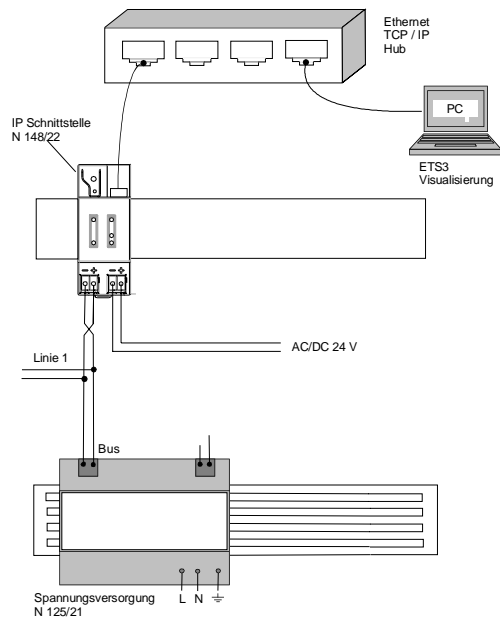 Ethernet
TCP / IP
Hub
PC
IP Schnittstelle
N 148/22
ETS3
Visualisierung
- + - +
AC/DC 24 V
Linie 1
Bus
L N
Spannungsversorgung
N 125/21